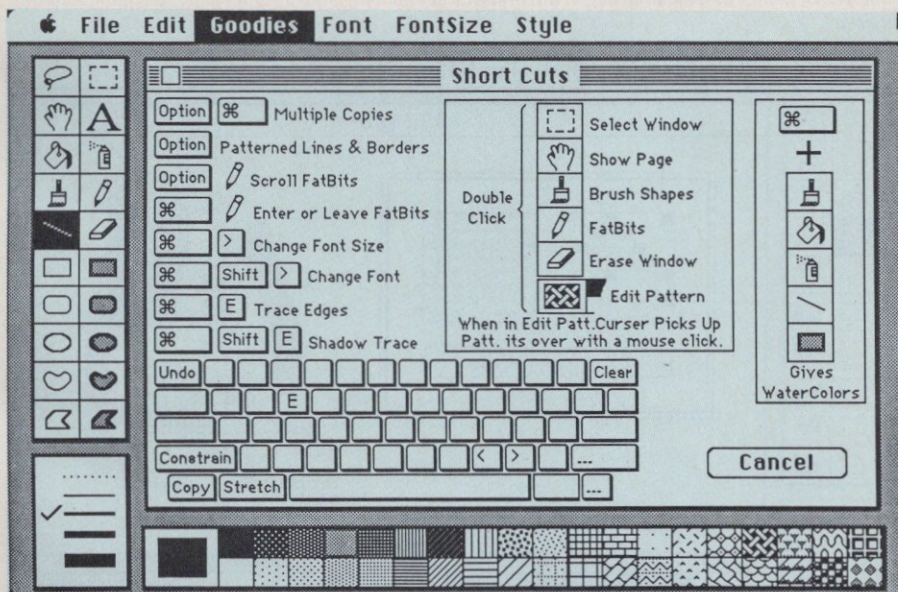 File Edit Goodies Font FontSize Style
A
Short Cuts
Option ⌘ Multiple Copies
Option Patterned Lines & Borders
Option Scroll FatBits
⌘ Enter or Leave FatBits
⌘ > Change Font Size
⌘ Shift > Change Font
⌘ E Trace Edges
⌘ Shift E Shadow Trace
Double
Click
Select Window
Show Page
Brush Shapes
FatBits
Erase Window
Edit Pattern
When in Edit Patt.Curser Picks Up
Patt. its over with a mouse click.
⌘
+
Gives
WaterColors
Undo Clear
E
Constrain < > ...
Copy Stretch ...
Cancel